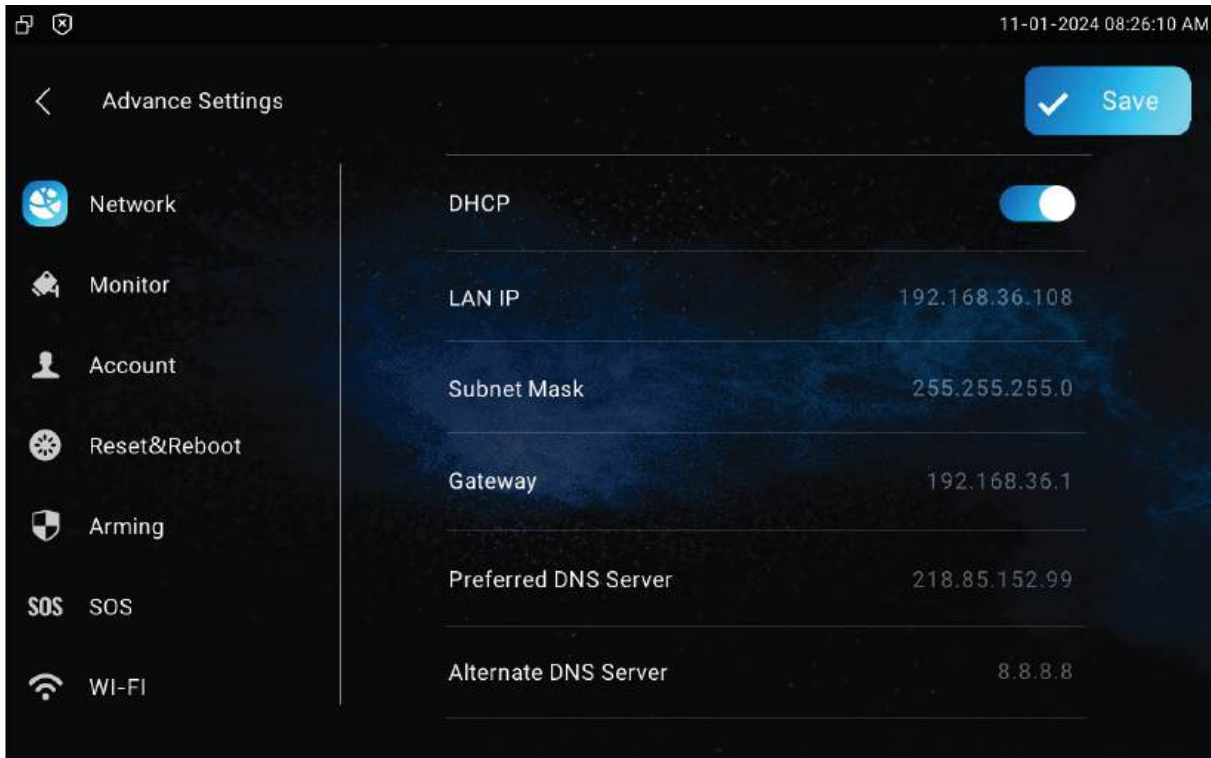 11-01-2024 08:26:10 AM
Advance Settings
Save
Network
Monitor
Account
Reset&Reboot
Arming
SOS SOS
WI-FI
DHCP
LAN IP 192.168.36.108
Subnet Mask 255.255.255.0
Gateway 192.168.36.1
Preferred DNS Server 218.85.152.99
Alternate DNS Server 8.8.8.8